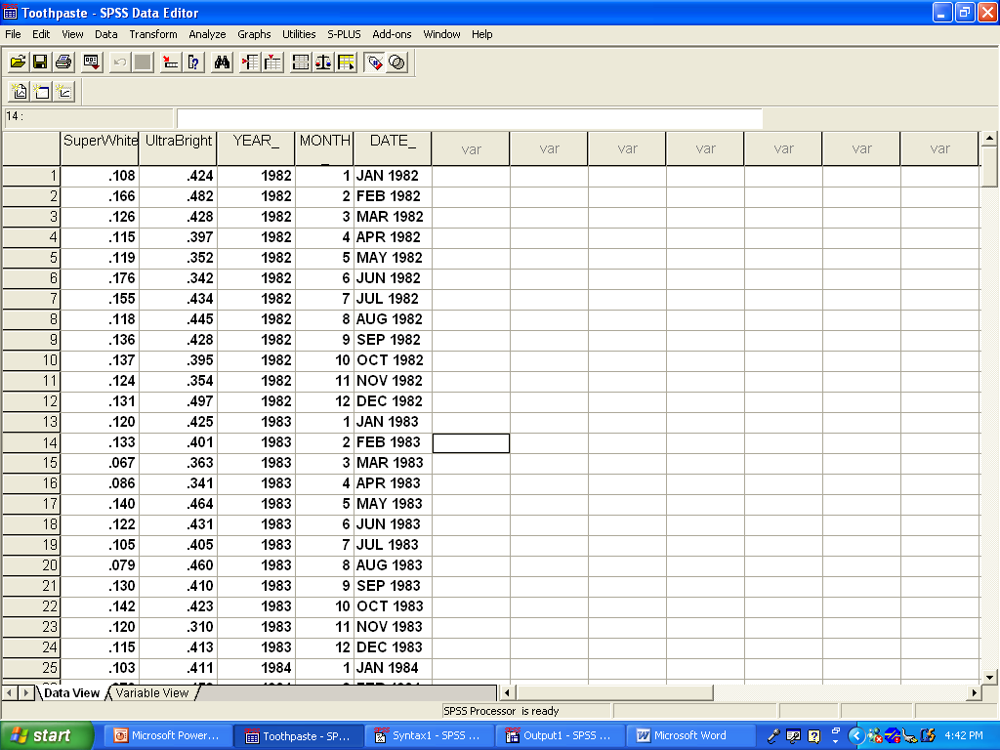 Toothpaste - SPSS Data Editor
File Edit View Data Transform Analyze Graphs Utilities S-PLUS Add-ons Window Help
14 :
SuperWhite UltraBright YEAR_ MONTH_ DATE_ var var var var var var var
1 .108 .424 1982 1 JAN 1982
2 .166 .482 1982 2 FEB 1982
3 .126 .428 1982 3 MAR 1982
4 .115 .397 1982 4 APR 1982
5 .119 .352 1982 5 MAY 1982
6 .176 .342 1982 6 JUN 1982
7 .155 .434 1982 7 JUL 1982
8 .118 .445 1982 8 AUG 1982
9 .136 .428 1982 9 SEP 1982
10 .137 .395 1982 10 OCT 1982
11 .124 .354 1982 11 NOV 1982
12 .131 .497 1982 12 DEC 1982
13 .120 .425 1983 1 JAN 1983
14 .133 .401 1983 2 FEB 1983
15 .067 .363 1983 3 MAR 1983
16 .086 .341 1983 4 APR 1983
17 .140 .464 1983 5 MAY 1983
18 .122 .431 1983 6 JUN 1983
19 .105 .405 1983 7 JUL 1983
20 .079 .460 1983 8 AUG 1983
21 .130 .410 1983 9 SEP 1983
22 .142 .423 1983 10 OCT 1983
23 .120 .310 1983 11 NOV 1983
24 .115 .413 1983 12 DEC 1983
25 .103 .411 1984 1 JAN 1984
Data View Variable View
SPSS Processor is ready
start Microsoft Power... Toothpaste - SP... Syntax1 - SPSS ... Output1 - SPSS ... Microsoft Word 4:42 PM